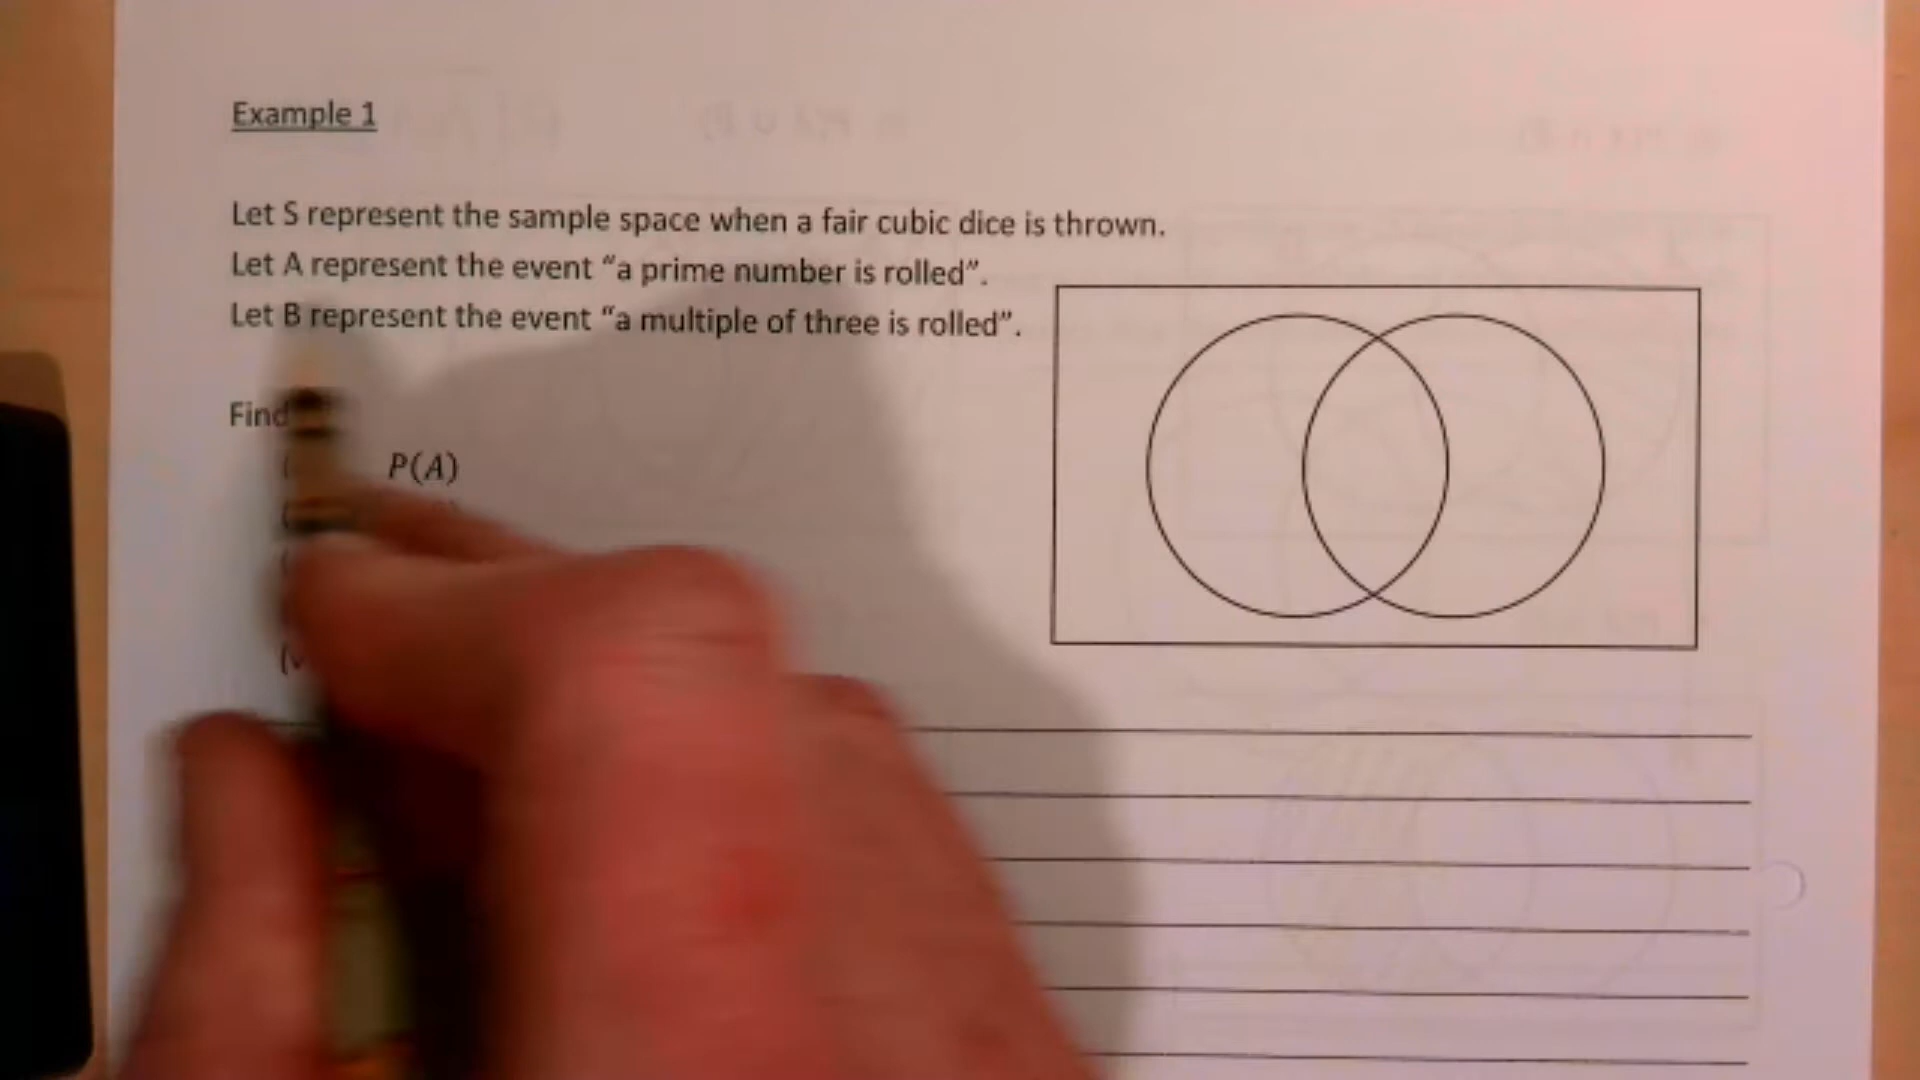 Example 1
Let S represent the sample space when a fair cubic dice is thrown.
Let A represent the event “a prime number is rolled”.
Let B represent the event “a multiple of three is rolled”.
Find
P(A)